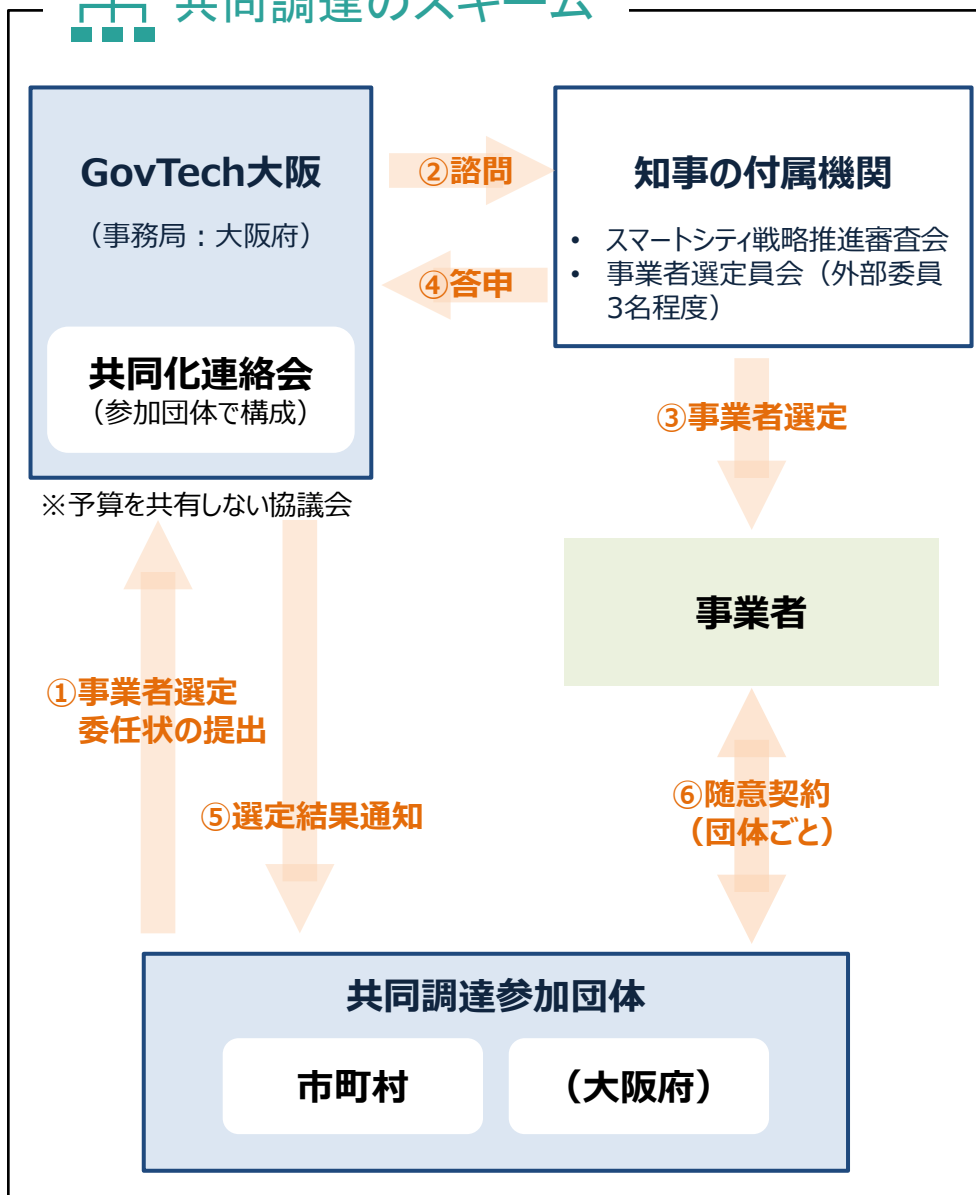 共同調達のスキーム
GovTech大阪
（事務局：大阪府）
共同化連絡会
（参加団体で構成）
※予算を共有しない協議会
②諮問
④答申
知事の付属機関
• スマートシティ戦略推進審査会
• 事業者選定員会（外部委員
3名程度）
③事業者選定
事業者
①事業者選定
委任状の提出
⑤選定結果通知
⑥随意契約
（団体ごと）
共同調達参加団体
市町村
（大阪府）